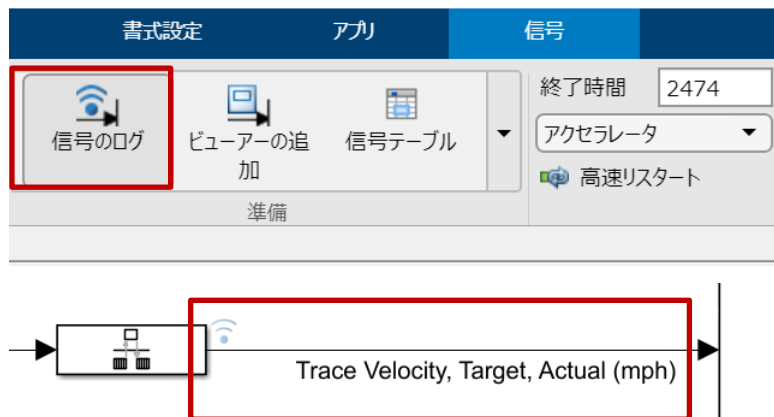 書式設定 アプリ 信号
信号のログ
ビューアーの追
加
信号テーブル
準備
終了時間 2474
アクセラレータ
高速リスタート
Trace Velocity, Target, Actual (mph)